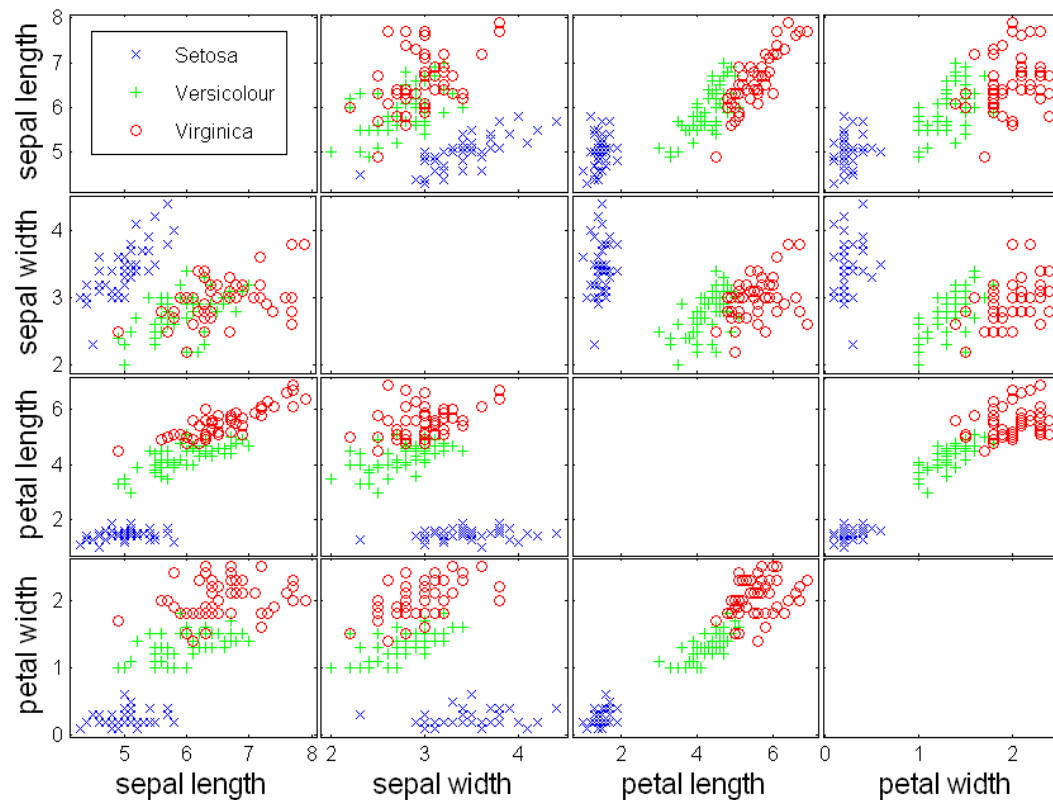 sepal length
8
7
6
5
Setosa
Versicolour
Virginica
sepal width
4
3
2
petal length
6
4
2
petal width
2
1
0
5 6 7 8 2 3 4 2 4 6 0 1 2
sepal length sepal width petal length petal width